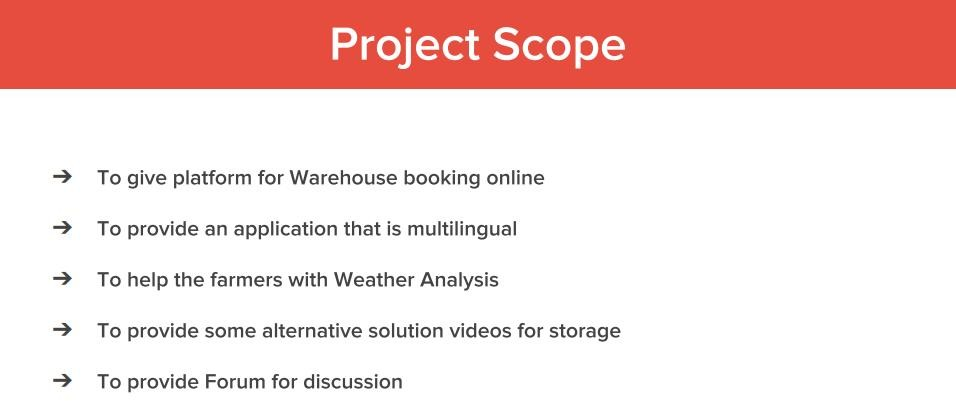 Project Scope
➔ To give platform for Warehouse booking online
➔ To provide an application that is multilingual
➔ To help the farmers with Weather Analysis
➔ To provide some alternative solution videos for storage
➔ To provide Forum for discussion